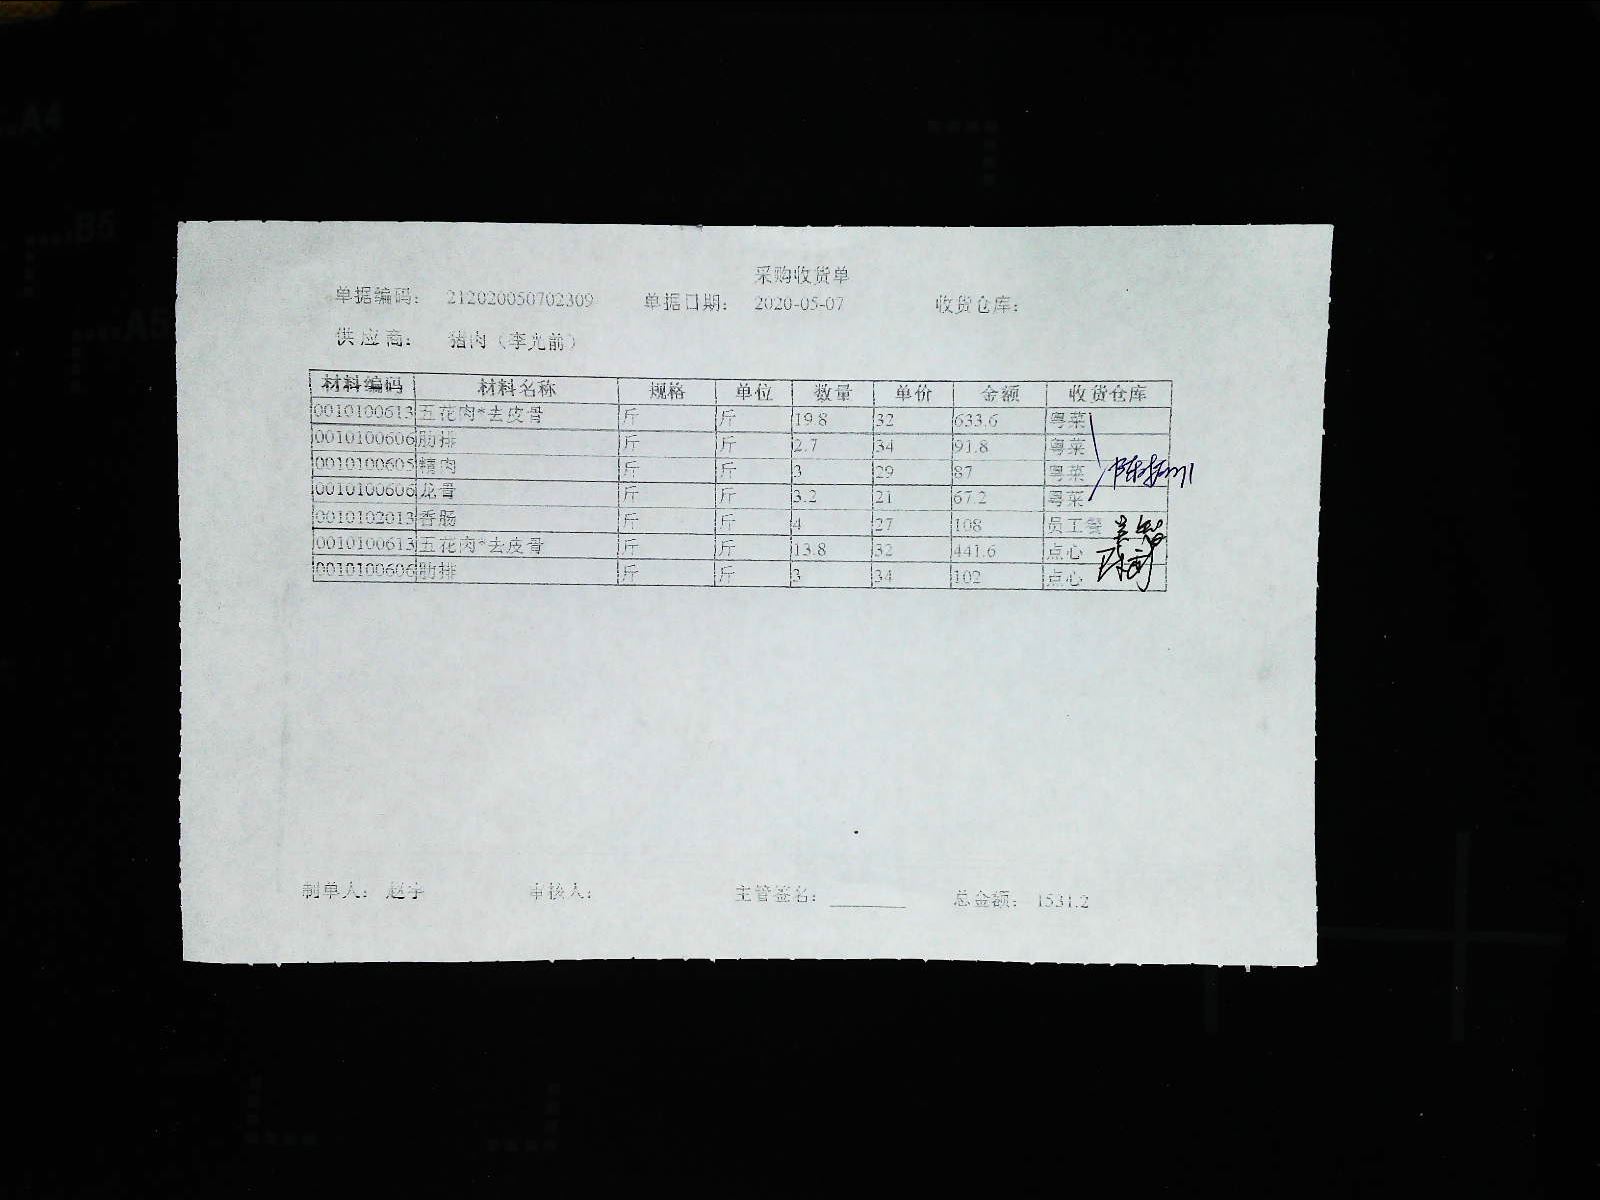 采购收货单
单据编码： 212020050702309 单据日期： 2020-05-07 收货仓库：
供应商： 猪肉（李光前）
材料编码 材料名称 规格 单位 数量 单价 金额 收货仓库
0010100613 五花肉*去皮骨 斤 斤 19.8 32 633.6 粤菜
0010100606 肋排 斤 斤 2.7 34 91.8 粤菜
0010100605 精肉 斤 斤 3 29 87 粤菜
0010100606 龙骨 斤 斤 3.2 21 67.2 粤菜
0010102013 香肠 斤 斤 4 27 108 员工餐
0010100613 五花肉*去皮骨 斤 斤 13.8 32 441.6 点心
0010100606 肋排 斤 斤 3 34 102 点心
制单人： 赵宇 审核人： 主管签名： 总金额： 1531.2
A4
B5
A5